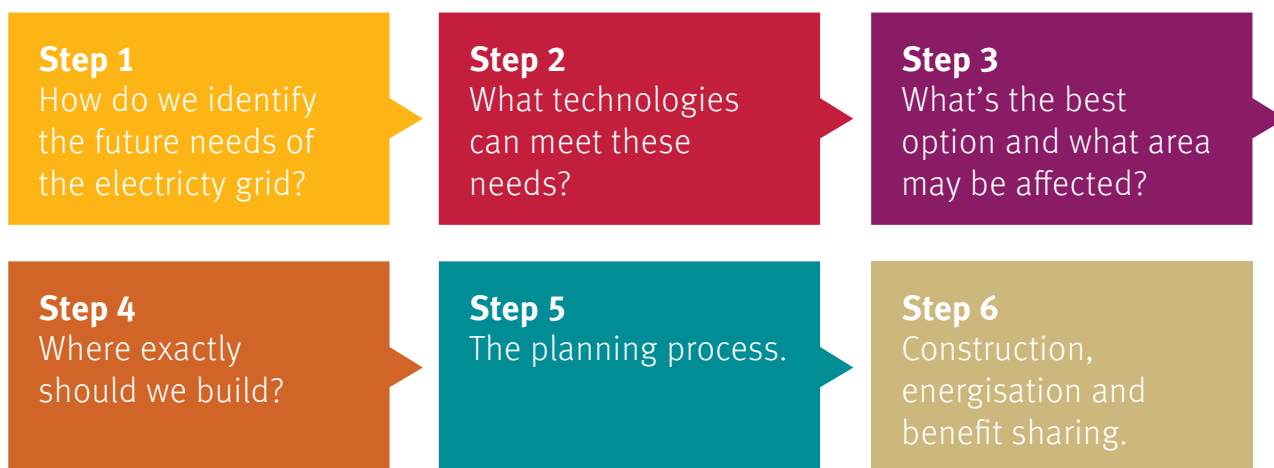 Step 1
How do we identify
the future needs of
the electricty grid?
Step 2
What technologies
can meet these
needs?
Step 3
What’s the best
option and what area
may be affected?
Step 4
Where exactly
should we build?
Step 5
The planning process.
Step 6
Construction,
energisation and
benefit sharing.